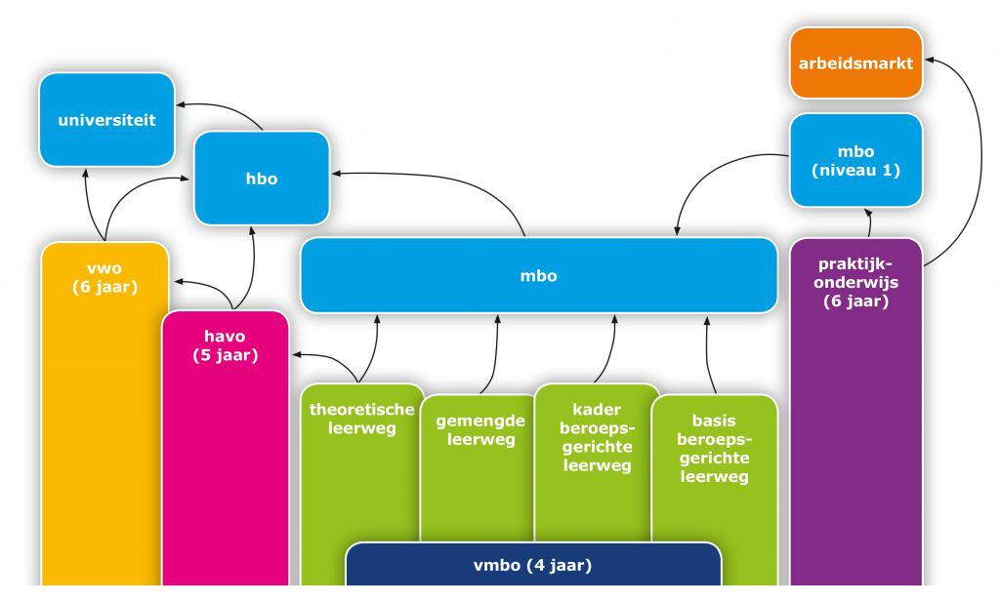 arbeidsmarkt
universiteit
hbo
mbo
(niveau 1)
vwo
(6 jaar)
mbo
praktijk-
onderwijs
(6 jaar)
havo
(5 jaar)
theoretische
leerweg
gemengde
leerweg
kader
beroeps-
gerichte
leerweg
basis
beroeps-
gerichte
leerweg
vmbo (4 jaar)